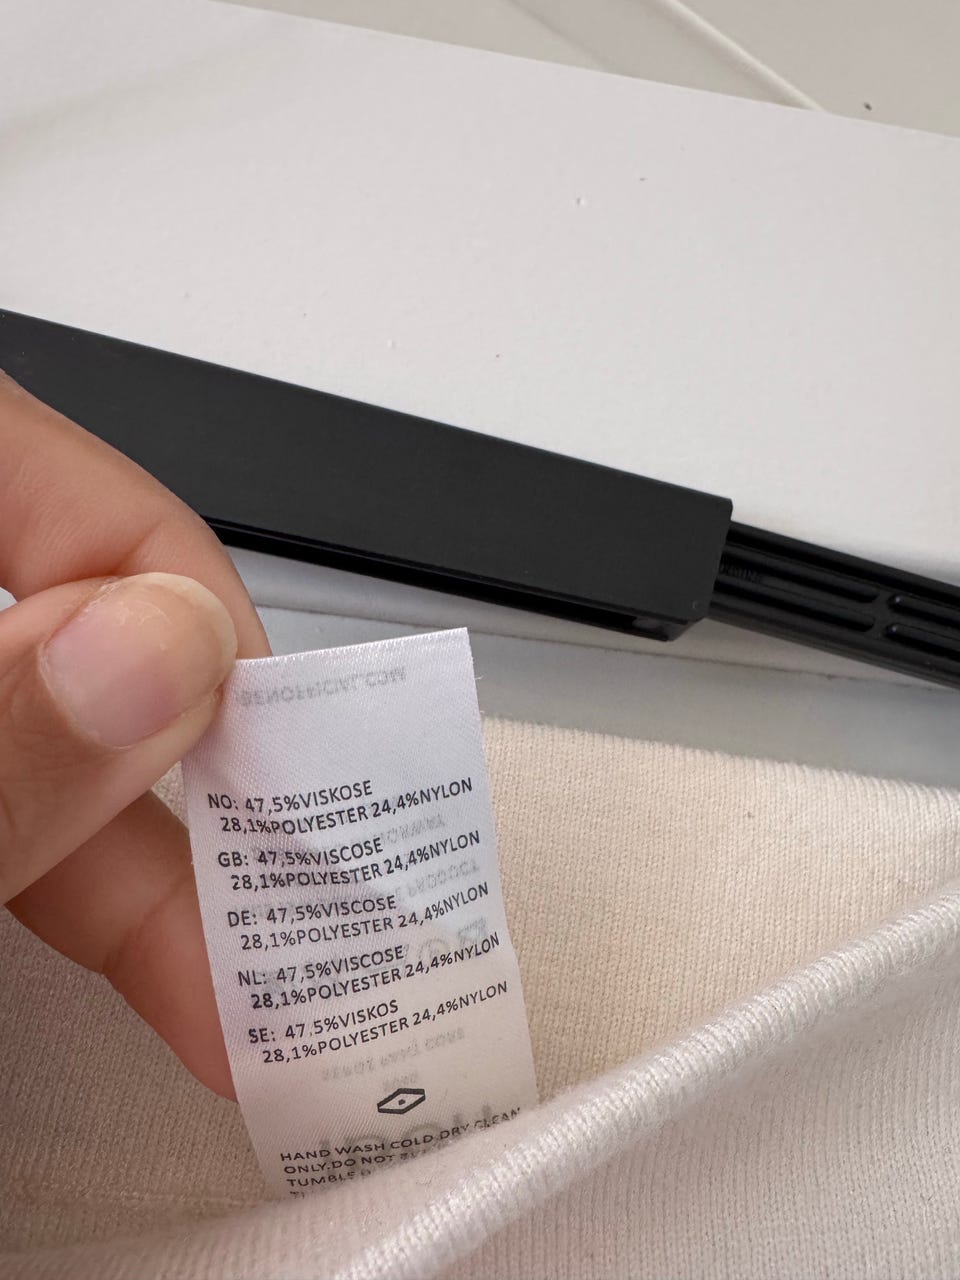 NO: 47,5%VISKOSE
28,1%POLYESTER 24,4%NYLON
GB: 47,5%VISCOSE
28,1%POLYESTER 24,4%NYLON
DE: 47,5%VISCOSE
28,1%POLYESTER 24,4%NYLON
NL: 47,5%VISCOSE
28,1%POLYESTER 24,4%NYLON
SE: 47,5%VISKOS
28,1%POLYESTER 24,4%NYLON
HAND WASH COLD.DRY CLEAN
ONLY.DO NOT
TUMBLE